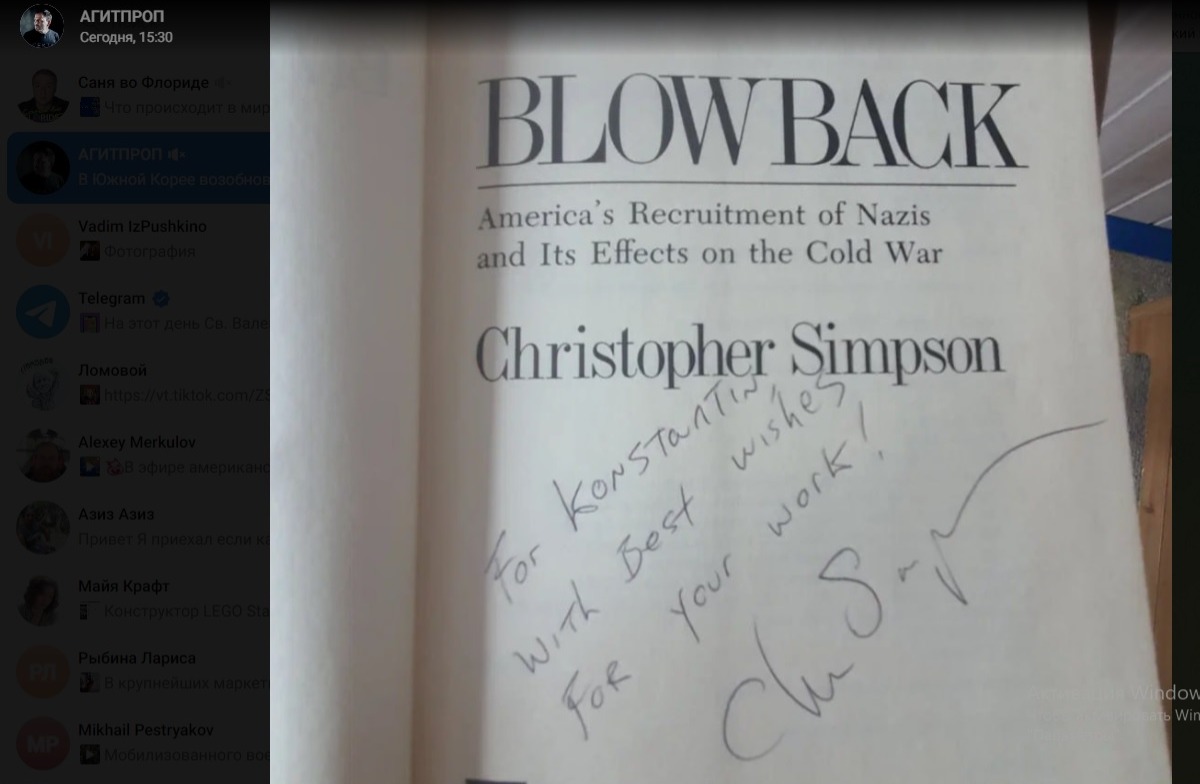 АГИТПРОП
Сегодня, 15:30
Саня во Флориде
Что происходит в мир
АГИТПРОП
В Южной Корее возобнов
VI
Vadim IzPushkino
Фотография
Telegram
На этот день Св. Вале
Ломовой
https://vt.tiktok.com/ZS
Alexey Merkulov
В эфире американс
Азиз Азиз
Привет Я приехал если к
Майя Крафт
Конструктор LEGO Sta
РЛ
Рыбина Лариса
В крупнейших маркет
MP
Mikhail Pestryakov
Мобилизованного вое
BLOWBACK
America's Recruitment of Nazis
and Its Effects on the Cold War
Christopher Simpson
For Konstantin,
with Best wishes
For your work!